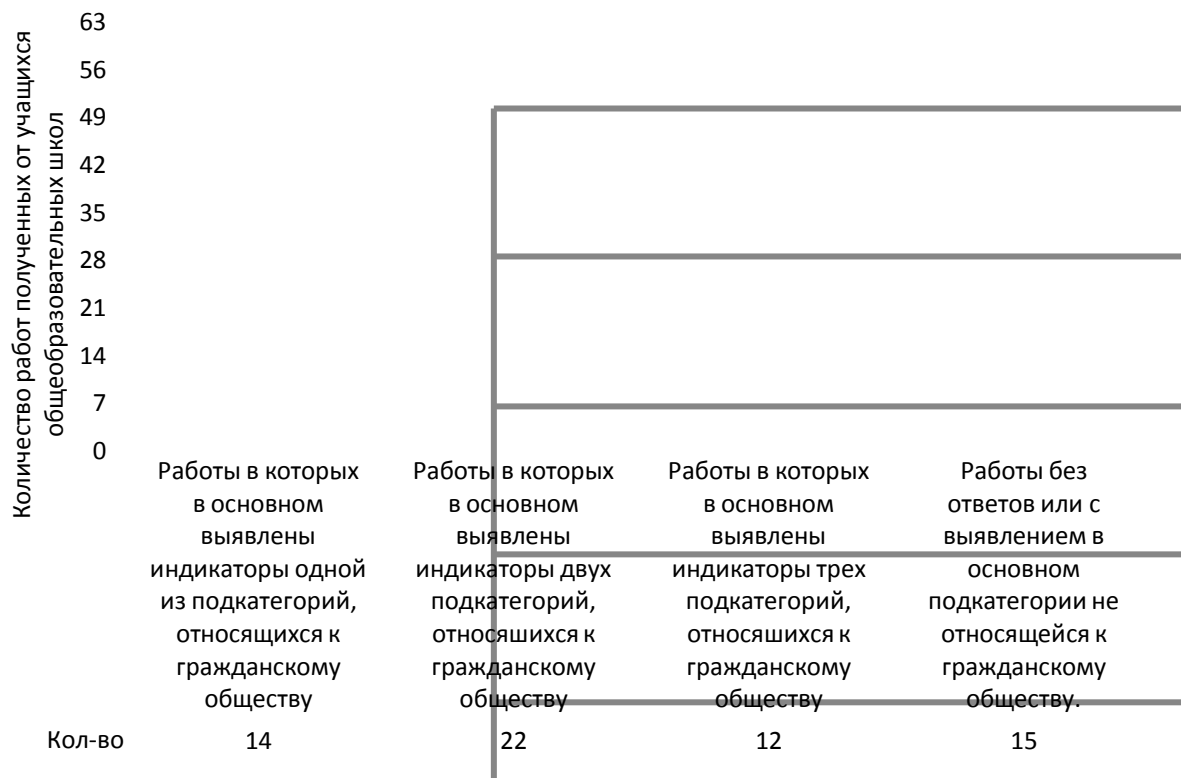 Количество работ полученных от учащихся
общеобразовательных школ
63
56
49
42
35
28
21
14
7
0
Работы в которых
в основном
выявлены
индикаторы одной
из подкатегорий,
относящихся к
гражданскому
обществу
Работы в которых
в основном
выявлены
индикаторы двух
подкатегорий,
относяшихся к
гражданскому
обществу
Работы в которых
в основном
выявлены
индикаторы трех
подкатегорий,
относяшихся к
гражданскому
обществу
Работы без
ответов или с
выявлением в
основном
подкатегории не
относящейся к
гражданскому
обществу.
Кол-во 14 22 12 15